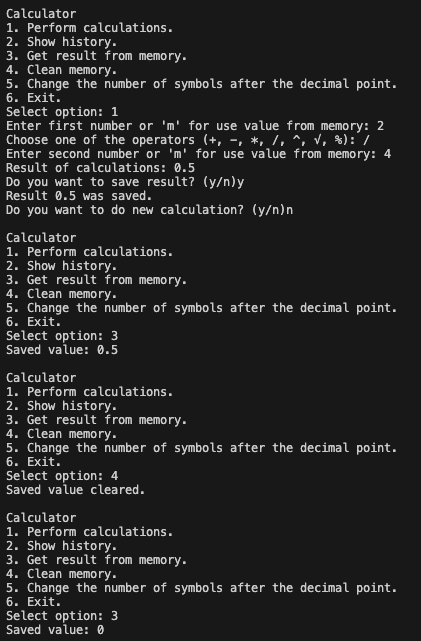 Calculator
1. Perform calculations.
2. Show history.
3. Get result from memory.
4. Clean memory.
5. Change the number of symbols after the decimal point.
6. Exit.
Select option: 1
Enter first number or 'm' for use value from memory: 2
Choose one of the operators (+, -, *, /, ^, √, %): /
Enter second number or 'm' for use value from memory: 4
Result of calculations: 0.5
Do you want to save result? (y/n)y
Result 0.5 was saved.
Do you want to do new calculation? (y/n)n

Calculator
1. Perform calculations.
2. Show history.
3. Get result from memory.
4. Clean memory.
5. Change the number of symbols after the decimal point.
6. Exit.
Select option: 3
Saved value: 0.5

Calculator
1. Perform calculations.
2. Show history.
3. Get result from memory.
4. Clean memory.
5. Change the number of symbols after the decimal point.
6. Exit.
Select option: 4
Saved value cleared.

Calculator
1. Perform calculations.
2. Show history.
3. Get result from memory.
4. Clean memory.
5. Change the number of symbols after the decimal point.
6. Exit.
Select option: 3
Saved value: 0